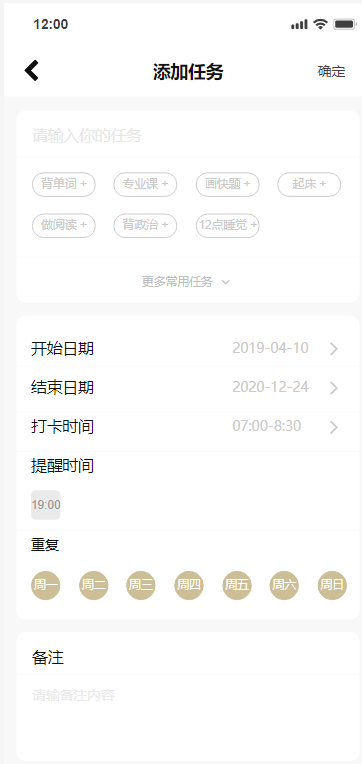 12:00
添加任务 确定
请输入你的任务
背单词 + 专业课 + 画快题 + 起床 +
做阅读 + 背政治 + 12点睡觉 +
更多常用任务
开始日期 2019-04-10
结束日期 2020-12-24
打卡时间 07:00-8:30
提醒时间
19:00
重复
周一 周二 周三 周四 周五 周六 周日
备注
请输备注内容